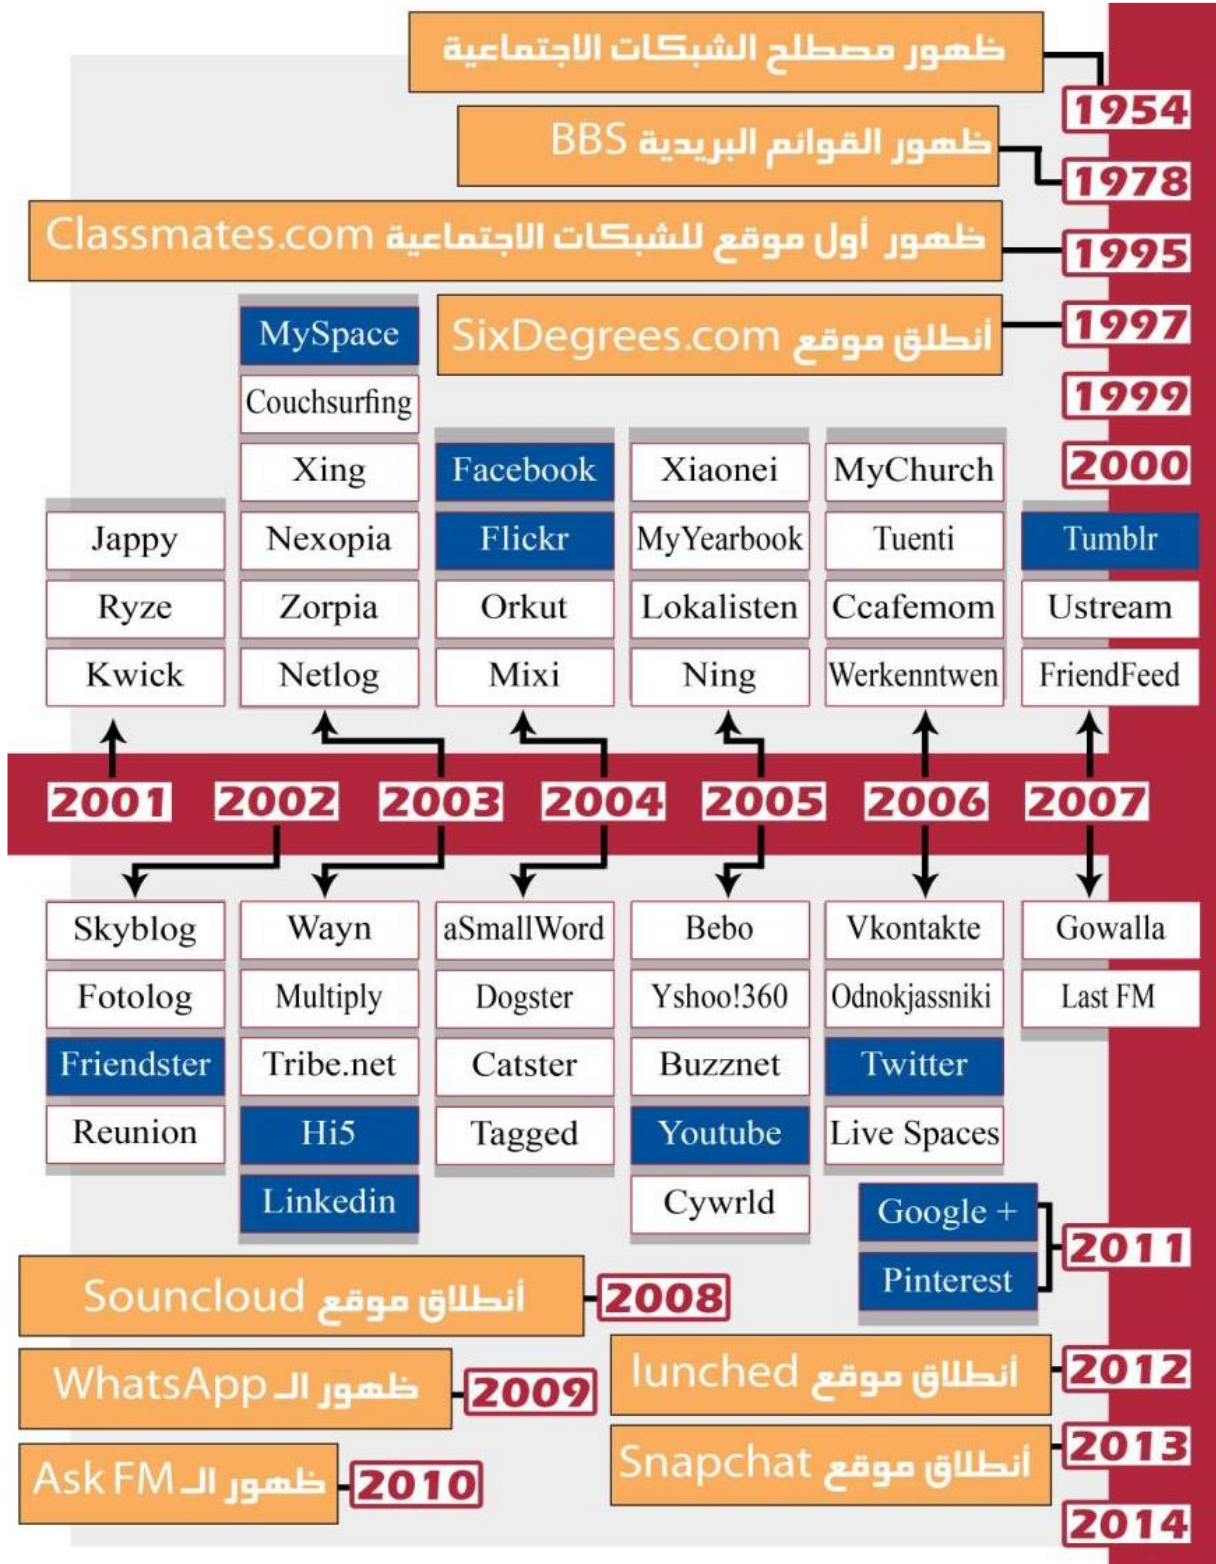 ظهور مصطلح الشبكات الاجتماعية
1954
ظهور القوائم البريدية BBS
1978
ظهور أول موقع للشبكات الاجتماعية Classmates.com
1995
أنطلق موقع SixDegrees.com
1997
1999
2000
Jappy
Ryze
Kwick
MySpace
Couchsurfing
Xing
Nexopia
Zorpia
Netlog
Facebook
Flickr
Orkut
Mixi
Xiaonei
MyYearbook
Lokalisten
Ning
MyChurch
Tuenti
Ccafemom
Werkenntwen
Tumblr
Ustream
FriendFeed
2001
2002
2003
2004
2005
2006
2007
Skyblog
Fotolog
Friendster
Reunion
Wayn
Multiply
Tribe.net
Hi5
Linkedin
aSmallWord
Dogster
Catster
Tagged
Bebo
Yshoo!360
Buzznet
Youtube
Cywrld
Vkontakte
Odnokjassniki
Twitter
Live Spaces
Gowalla
Last FM
Google +
Pinterest
2011
أنطلاق موقع Souncloud
2008
ظهور الـ WhatsApp
2009
ظهور الـ Ask FM
2010
أنطلاق موقع lunched
2012
أنطلاق موقع Snapchat
2013
2014